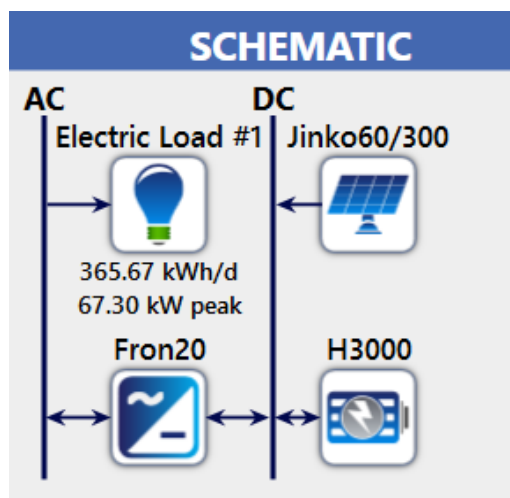 SCHEMATIC
AC DC
Electric Load #1 Jinko60/300
365.67 kWh/d
67.30 kW peak
Fron20 H3000